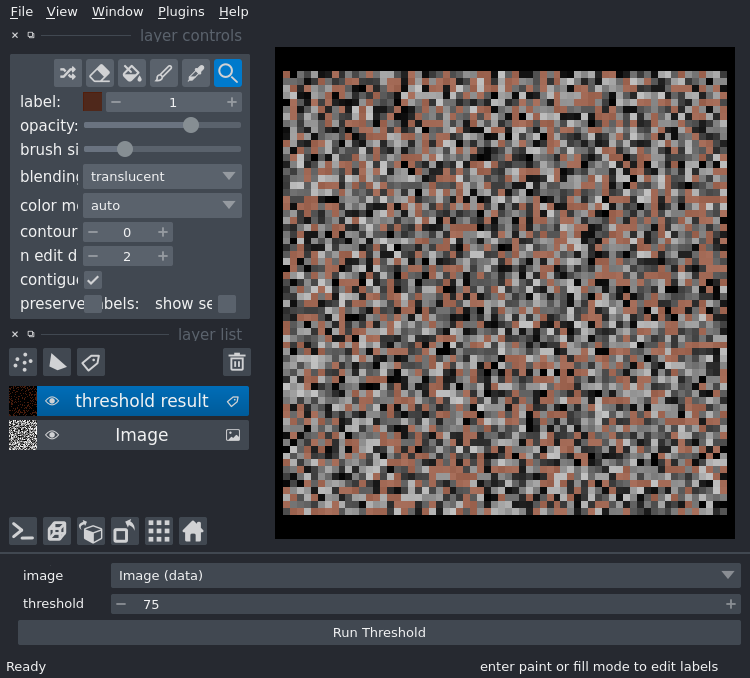 File View Window Plugins Help
layer controls
label: 1
opacity:
brush si
blending translucent
color m auto
contour 0
n edit d 2
contigu
preserve abels: show se
layer list
threshold result
Image
image Image (data)
threshold 75
Run Threshold
Ready enter paint or fill mode to edit labels